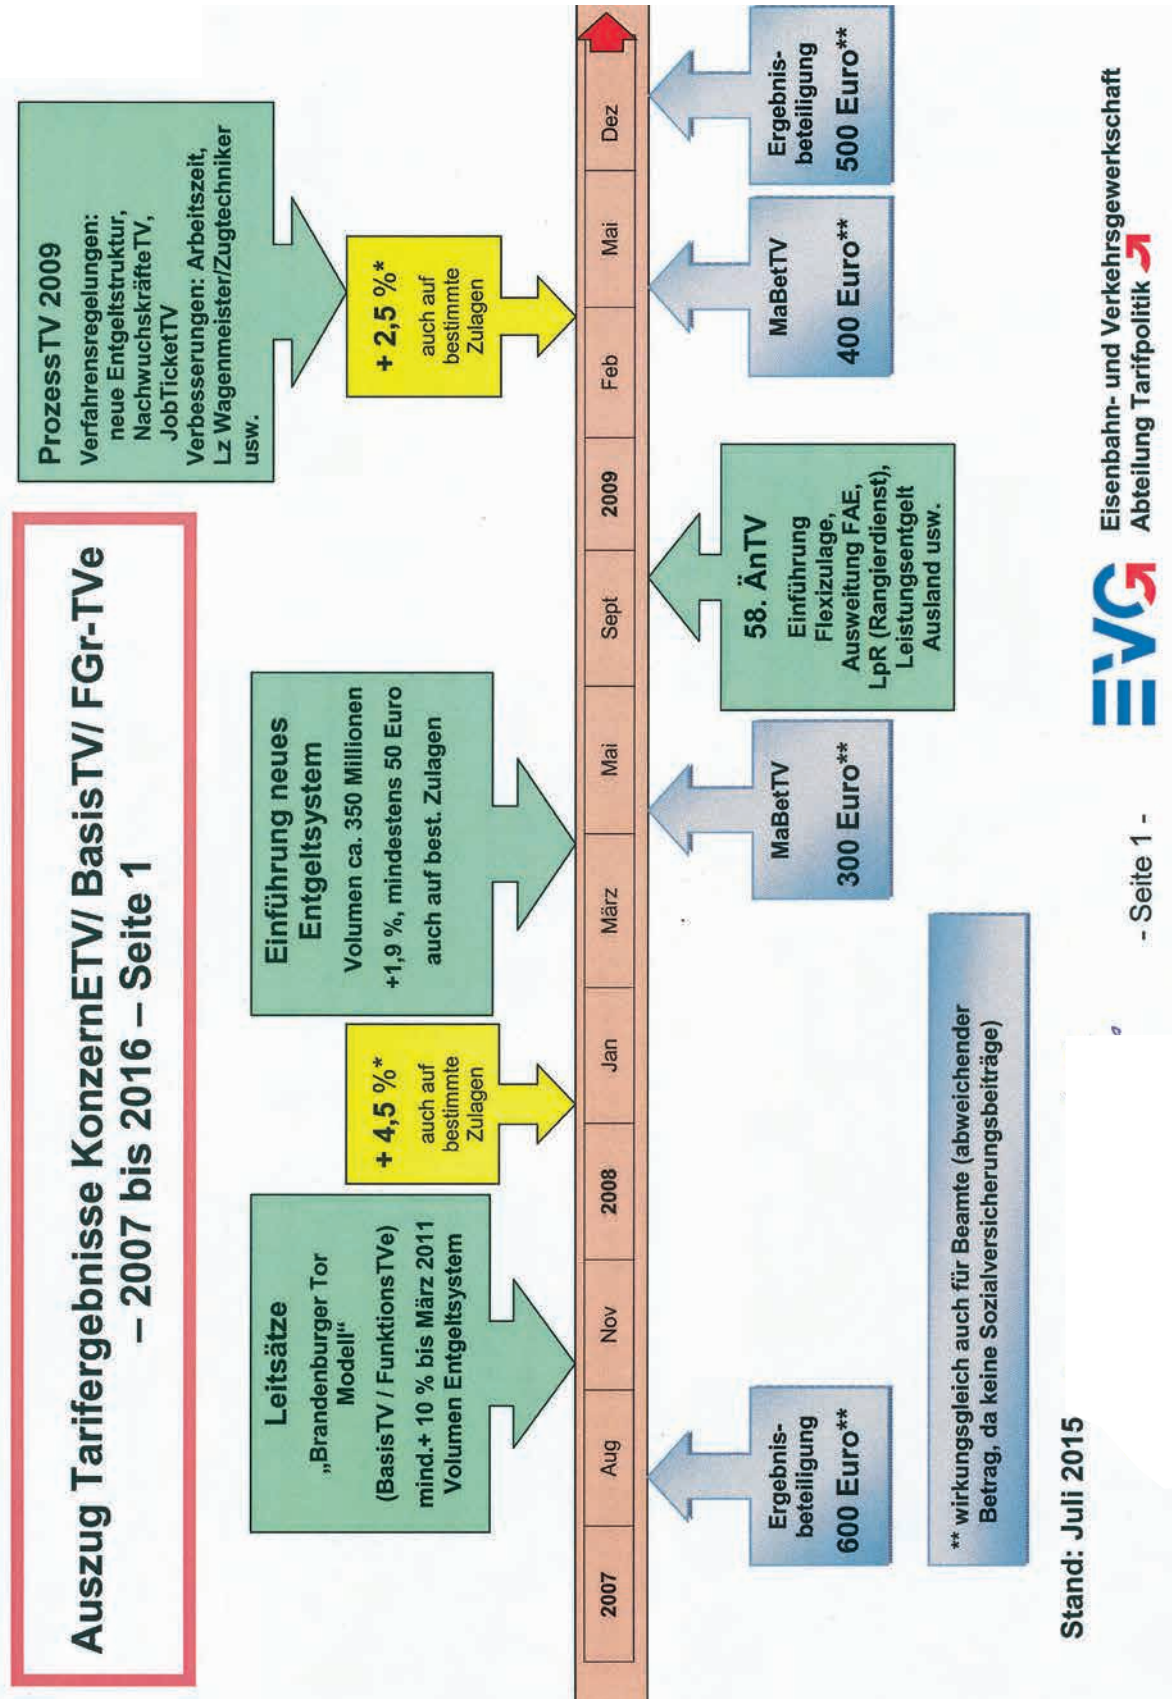 Auszug Tarifergebnisse KonzernETV/ BasisTV/ FGr-TVe
– 2007 bis 2016 – Seite 1
Leitsätze
„Brandenburger Tor
Modell“
(BasisTV / FunktionsTVe)
mind.+ 10 % bis März 2011
Volumen Entgeltsystem
+ 4,5 %*
auch auf
bestimmte
Zulagen
Einführung neues
Entgeltsystem
Volumen ca. 350 Millionen
+1,9 %, mindestens 50 Euro
auch auf best. Zulagen
ProzessTV 2009
Verfahrensregelungen:
neue Entgeltstruktur,
NachwuchskräfteTV,
JobTicketTV
Verbesserungen: Arbeitszeit,
Lz Wagenmeister/Zugtechniker
usw.
+ 2,5 %*
auch auf
bestimmte
Zulagen
2007 Aug Nov 2008 Jan März Mai Sept 2009 Feb Mai Dez
Ergebnis-
beteiligung
600 Euro**
MaBetTV
300 Euro**
58. ÄnTV
Einführung
Flexizulage,
Ausweitung FAE,
LpR (Rangierdienst),
Leistungsentgelt
Ausland usw.
MaBetTV
400 Euro**
Ergebnis-
beteiligung
500 Euro**
** wirkungsgleich auch für Beamte (abweichender
Betrag, da keine Sozialversicherungsbeiträge)
Stand: Juli 2015
- Seite 1 -
EVG
Eisenbahn- und Verkehrsgewerkschaft
Abteilung Tarifpolitik